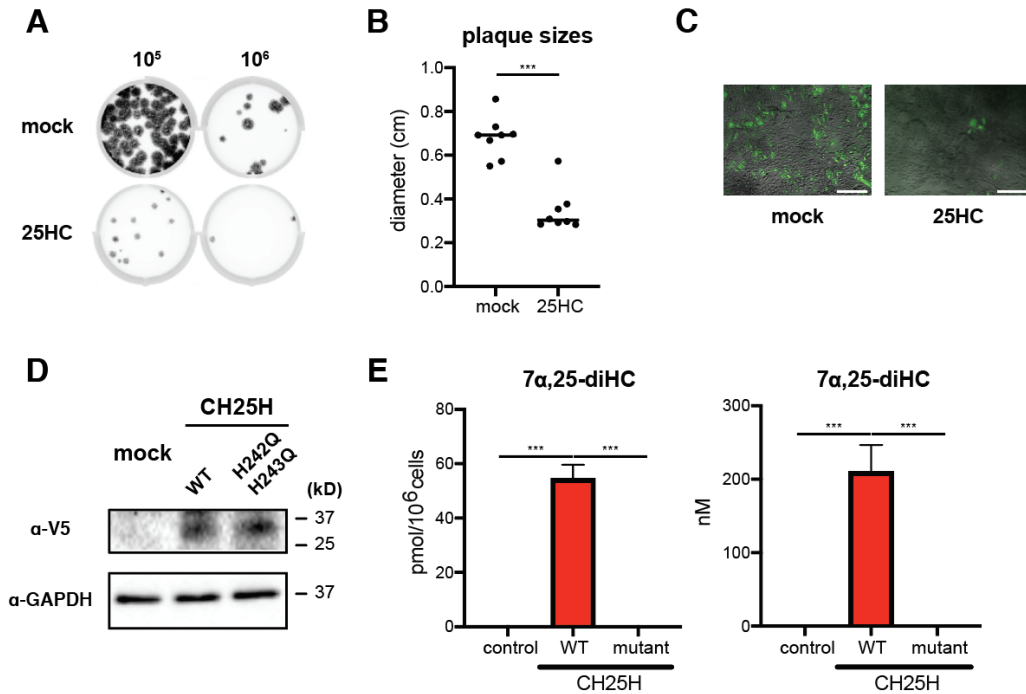 A
10⁵ 10⁶
mock
25HC
B
plaque sizes
***
diameter (cm)
1.0
0.8
0.6
0.4
0.2
0.0
mock 25HC
C
mock 25HC
D
CH25H
mock
WT
H242Q
H243Q
(kD)
α-V5
37
25
α-GAPDH
37
E
7α,25-diHC
*** ***
pmol/10⁶cells
80
60
40
20
0
control WT mutant
CH25H
7α,25-diHC
*** ***
nM
300
200
100
0
control WT mutant
CH25H